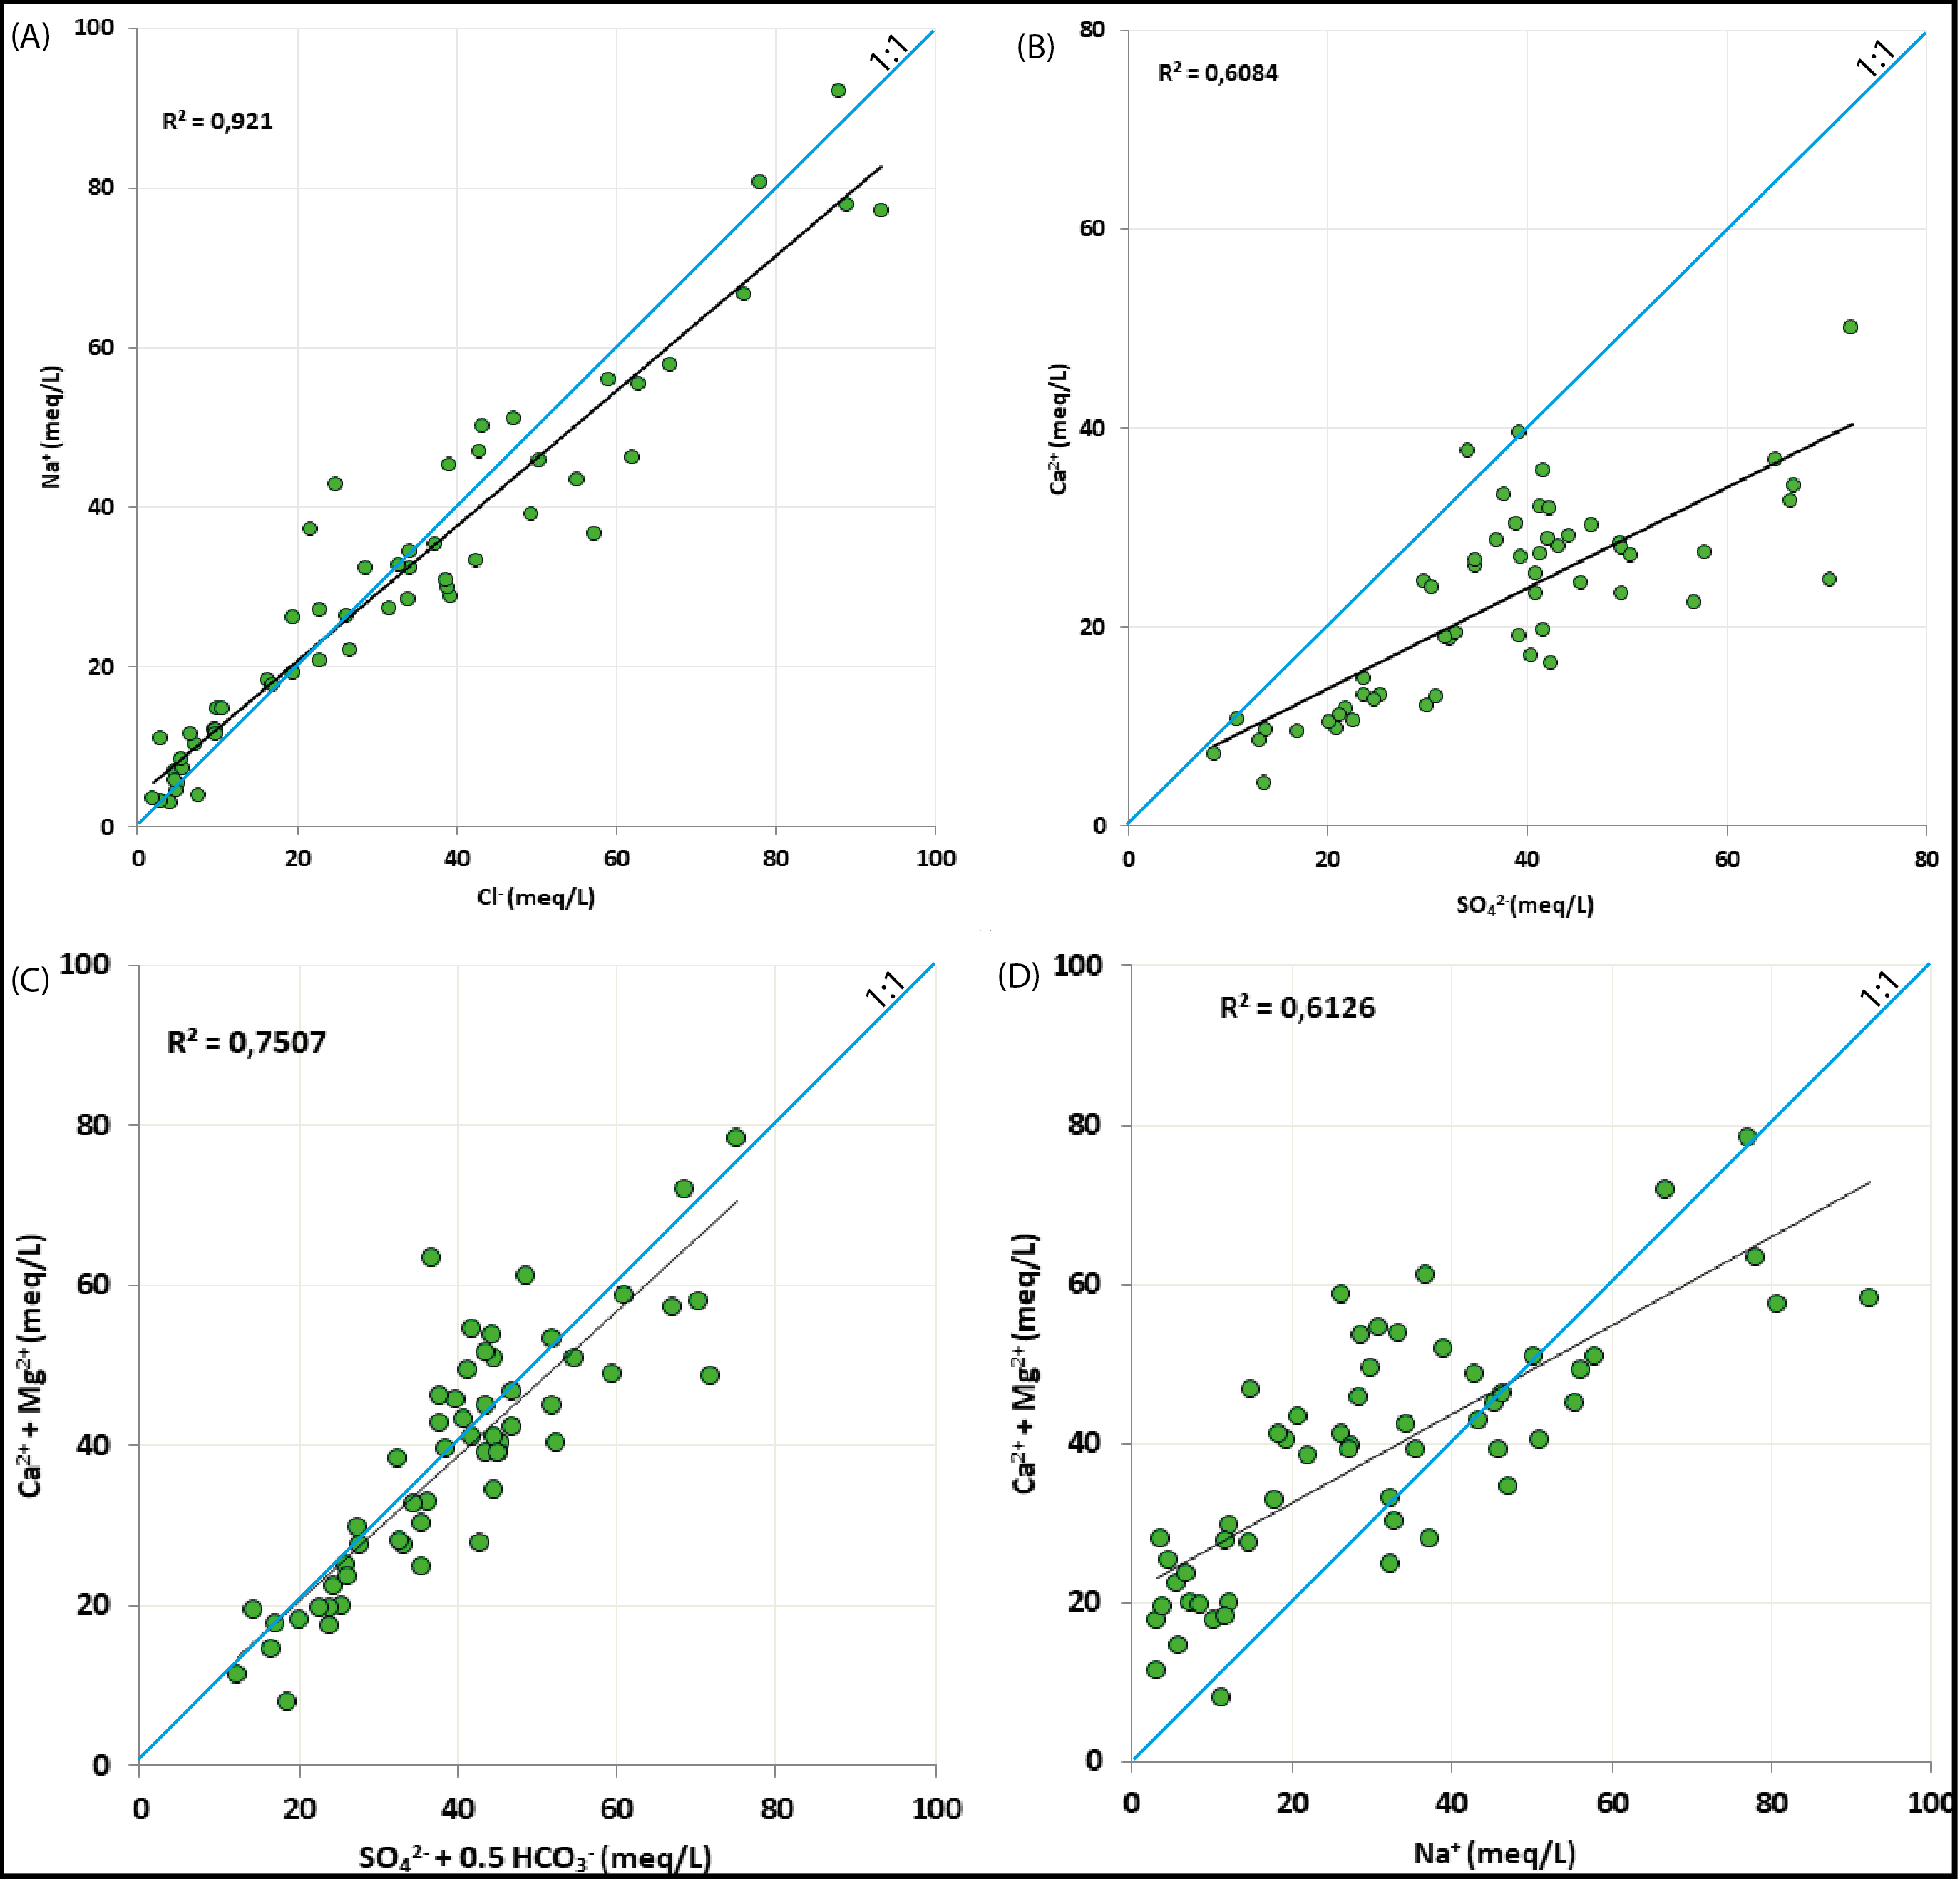 (A)
100
80
60
40
20
0
Na⁺ (meq/L)
R² = 0,921
1:1
0 20 40 60 80 100
Cl⁻ (meq/L)
(B)
80
60
40
20
0
Ca²⁺ (meq/L)
R² = 0,6084
1:1
0 20 40 60 80
SO₄²⁻(meq/L)
(C)
100
80
60
40
20
0
Ca²⁺ + Mg²⁺ (meq/L)
R² = 0,7507
1:1
0 20 40 60 80 100
SO₄²⁻ + 0.5 HCO₃⁻ (meq/L)
(D)
100
80
60
40
20
0
Ca²⁺ + Mg²⁺ (meq/L)
R² = 0,6126
1:1
0 20 40 60 80 100
Na⁺ (meq/L)